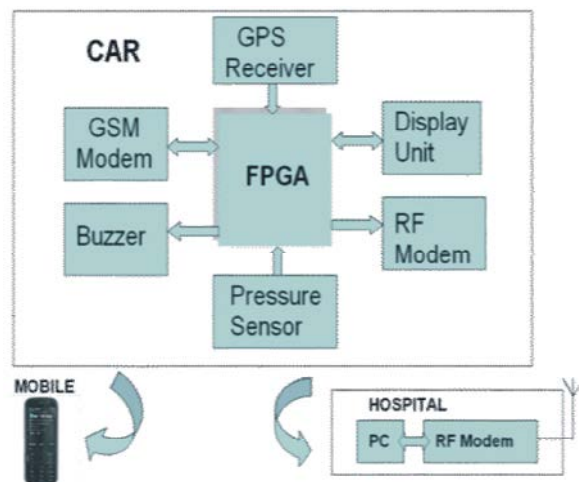 CAR
GPS
Receiver
GSM
Modem
FPGA
Display
Unit
Buzzer
RF
Modem
Pressure
Sensor
MOBILE
HOSPITAL
PC
RF Modem